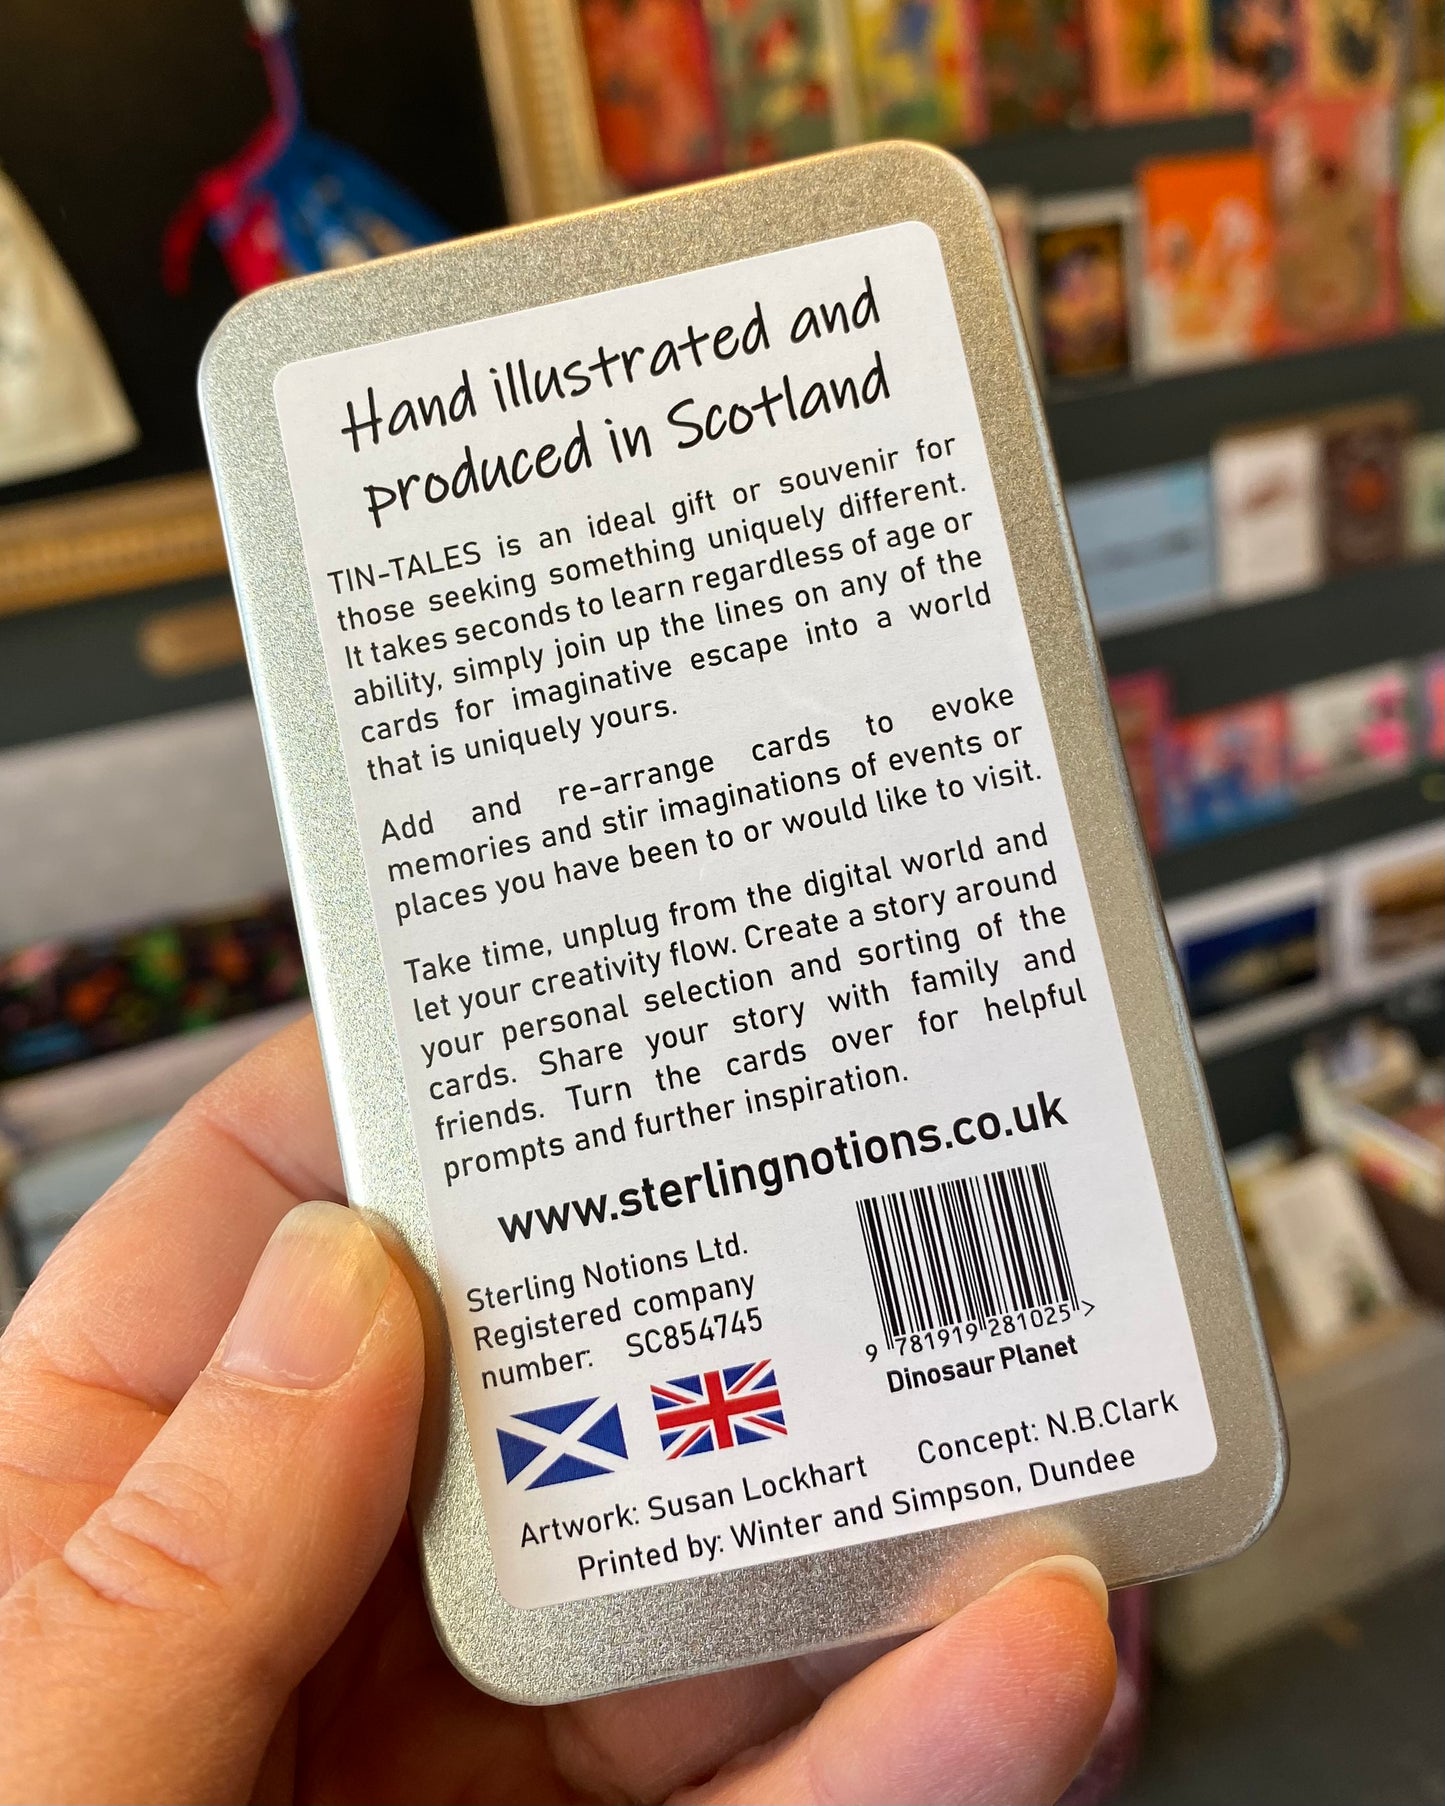 Hand illustrated and
produced in Scotland
TIN-TALES is an ideal gift or souvenir for
those seeking something uniquely different.
It takes seconds to learn regardless of age or
ability, simply join up the lines on any of the
cards for imaginative escape into a world
that is uniquely yours.
Add and re-arrange cards to evoke
memories and stir imaginations of events or
places you have been to or would like to visit.
Take time, unplug from the digital world and
let your creativity flow. Create a story around
your personal selection and sorting of the
cards. Share your story with family and
friends. Turn the cards over for helpful
prompts and further inspiration.
www.sterlingnotions.co.uk
Sterling Notions Ltd.
Registered company
number: SC854745
9 781919 281025 >
Dinosaur Planet
Artwork: Susan Lockhart Concept: N.B.Clark
Printed by: Winter and Simpson, Dundee